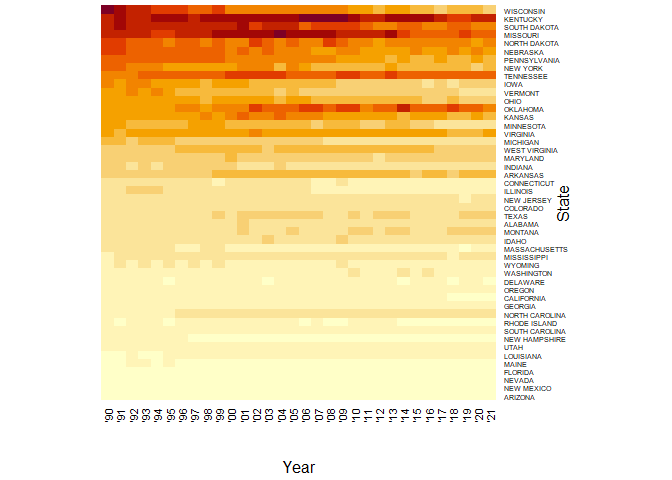 WISCONSIN
KENTUCKY
SOUTH DAKOTA
MISSOURI
NORTH DAKOTA
NEBRASKA
PENNSYLVANIA
NEW YORK
TENNESSEE
IOWA
VERMONT
OHIO
OKLAHOMA
KANSAS
MINNESOTA
VIRGINIA
MICHIGAN
WEST VIRGINIA
MARYLAND
INDIANA
ARKANSAS
CONNECTICUT
ILLINOIS
NEW JERSEY
COLORADO
TEXAS
ALABAMA
MONTANA
IDAHO
MASSACHUSETTS
MISSISSIPPI
WYOMING
WASHINGTON
DELAWARE
OREGON
CALIFORNIA
GEORGIA
NORTH CAROLINA
RHODE ISLAND
SOUTH CAROLINA
NEW HAMPSHIRE
UTAH
LOUISIANA
MAINE
FLORIDA
NEVADA
NEW MEXICO
ARIZONA
State
'90 '91 '92 '93 '94 '95 '96 '97 '98 '99 '00 '01 '02 '03 '04 '05 '06 '07 '08 '09 '10 '11 '12 '13 '14 '15 '16 '17 '18 '19 '20 '21
Year